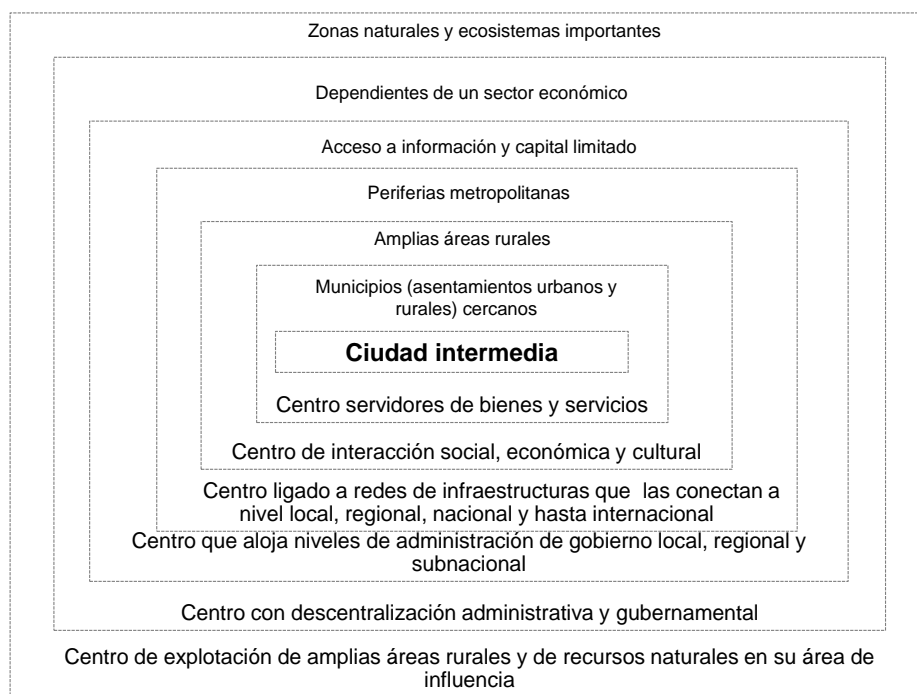 Zonas naturales y ecosistemas importantes
Dependientes de un sector económico
Acceso a información y capital limitado
Periferias metropolitanas
Amplias áreas rurales
Municipios (asentamientos urbanos y
rurales) cercanos
Ciudad intermedia
Centro servidores de bienes y servicios
Centro de interacción social, económica y cultural
Centro ligado a redes de infraestructuras que las conectan a
nivel local, regional, nacional y hasta internacional
Centro que aloja niveles de administración de gobierno local, regional y
subnacional
Centro con descentralización administrativa y gubernamental
Centro de explotación de amplias áreas rurales y de recursos naturales en su área de
influencia